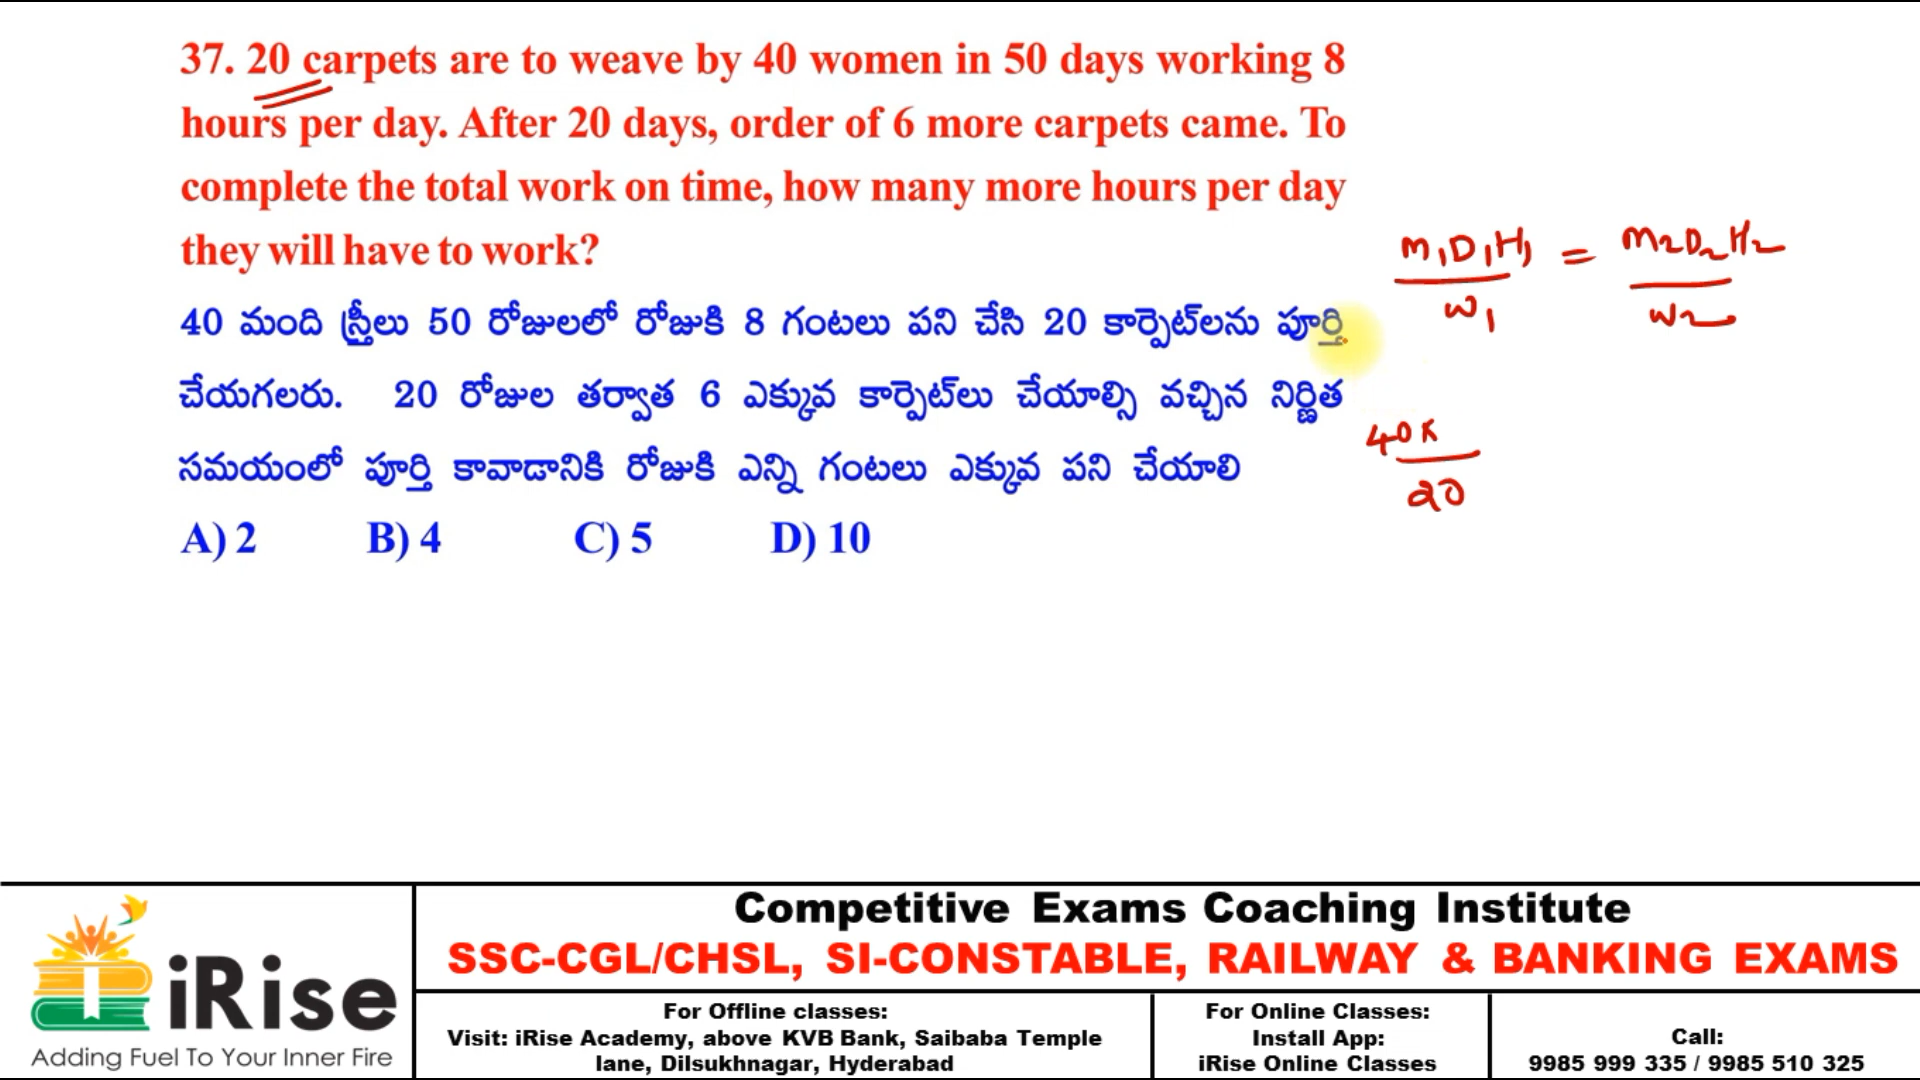 37. 20 carpets are to weave by 40 women in 50 days working 8
hours per day. After 20 days, order of 6 more carpets came. To
complete the total work on time, how many more hours per day
they will have to work?
40 మంది స్త్రీలు 50 రోజులలో రోజుకి 8 గంటలు పని చేసి 20 కార్పెట్‌లను పూర్తి
చేయగలరు. 20 రోజుల తర్వాత 6 ఎక్కువ కార్పెట్‌లు చేయాల్సి వచ్చిన నిర్ణిత
సమయంలో పూర్తి కావాడానికి రోజుకి ఎన్ని గంటలు ఎక్కువ పని చేయాలి
A) 2 B) 4 C) 5 D) 10
M1D1H1 = M2D2H2
W1 W2
40×
20
iRise
Adding Fuel To Your Inner Fire
Competitive Exams Coaching Institute
SSC-CGL/CHSL, SI-CONSTABLE, RAILWAY & BANKING EXAMS
For Offline classes:
Visit: iRise Academy, above KVB Bank, Saibaba Temple
lane, Dilsukhnagar, Hyderabad
For Online Classes:
Install App:
iRise Online Classes
Call:
9985 999 335 / 9985 510 325